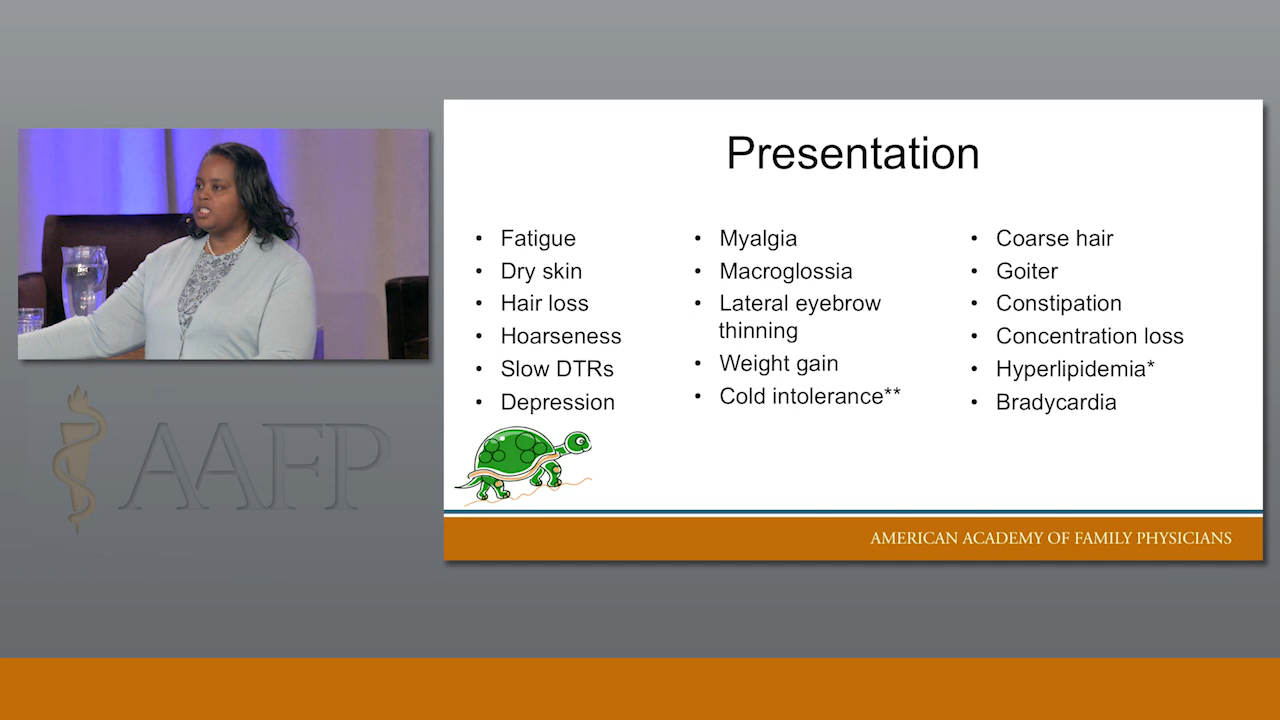 Presentation
• Fatigue
• Dry skin
• Hair loss
• Hoarseness
• Slow DTRs
• Depression
• Myalgia
• Macroglossia
• Lateral eyebrow
thinning
• Weight gain
• Cold intolerance**
• Coarse hair
• Goiter
• Constipation
• Concentration loss
• Hyperlipidemia*
• Bradycardia
AAFP
AMERICAN ACADEMY OF FAMILY PHYSICIANS